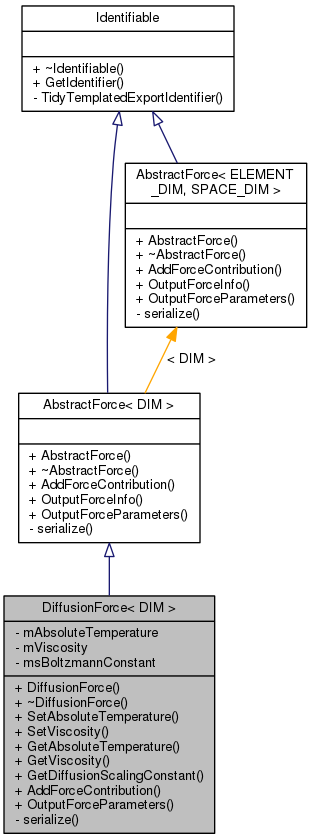 Identifiable
+ ~Identifiable()
+ GetIdentifier()
- TidyTemplatedExportIdentifier()
AbstractForce< ELEMENT
_DIM, SPACE_DIM >
+ AbstractForce()
+ ~AbstractForce()
+ AddForceContribution()
+ OutputForceInfo()
+ OutputForceParameters()
- serialize()
< DIM >
AbstractForce< DIM >
+ AbstractForce()
+ ~AbstractForce()
+ AddForceContribution()
+ OutputForceInfo()
+ OutputForceParameters()
- serialize()
DiffusionForce< DIM >
- mAbsoluteTemperature
- mViscosity
- msBoltzmannConstant
+ DiffusionForce()
+ ~DiffusionForce()
+ SetAbsoluteTemperature()
+ SetViscosity()
+ GetAbsoluteTemperature()
+ GetViscosity()
+ GetDiffusionScalingConstant()
+ AddForceContribution()
+ OutputForceParameters()
- serialize()